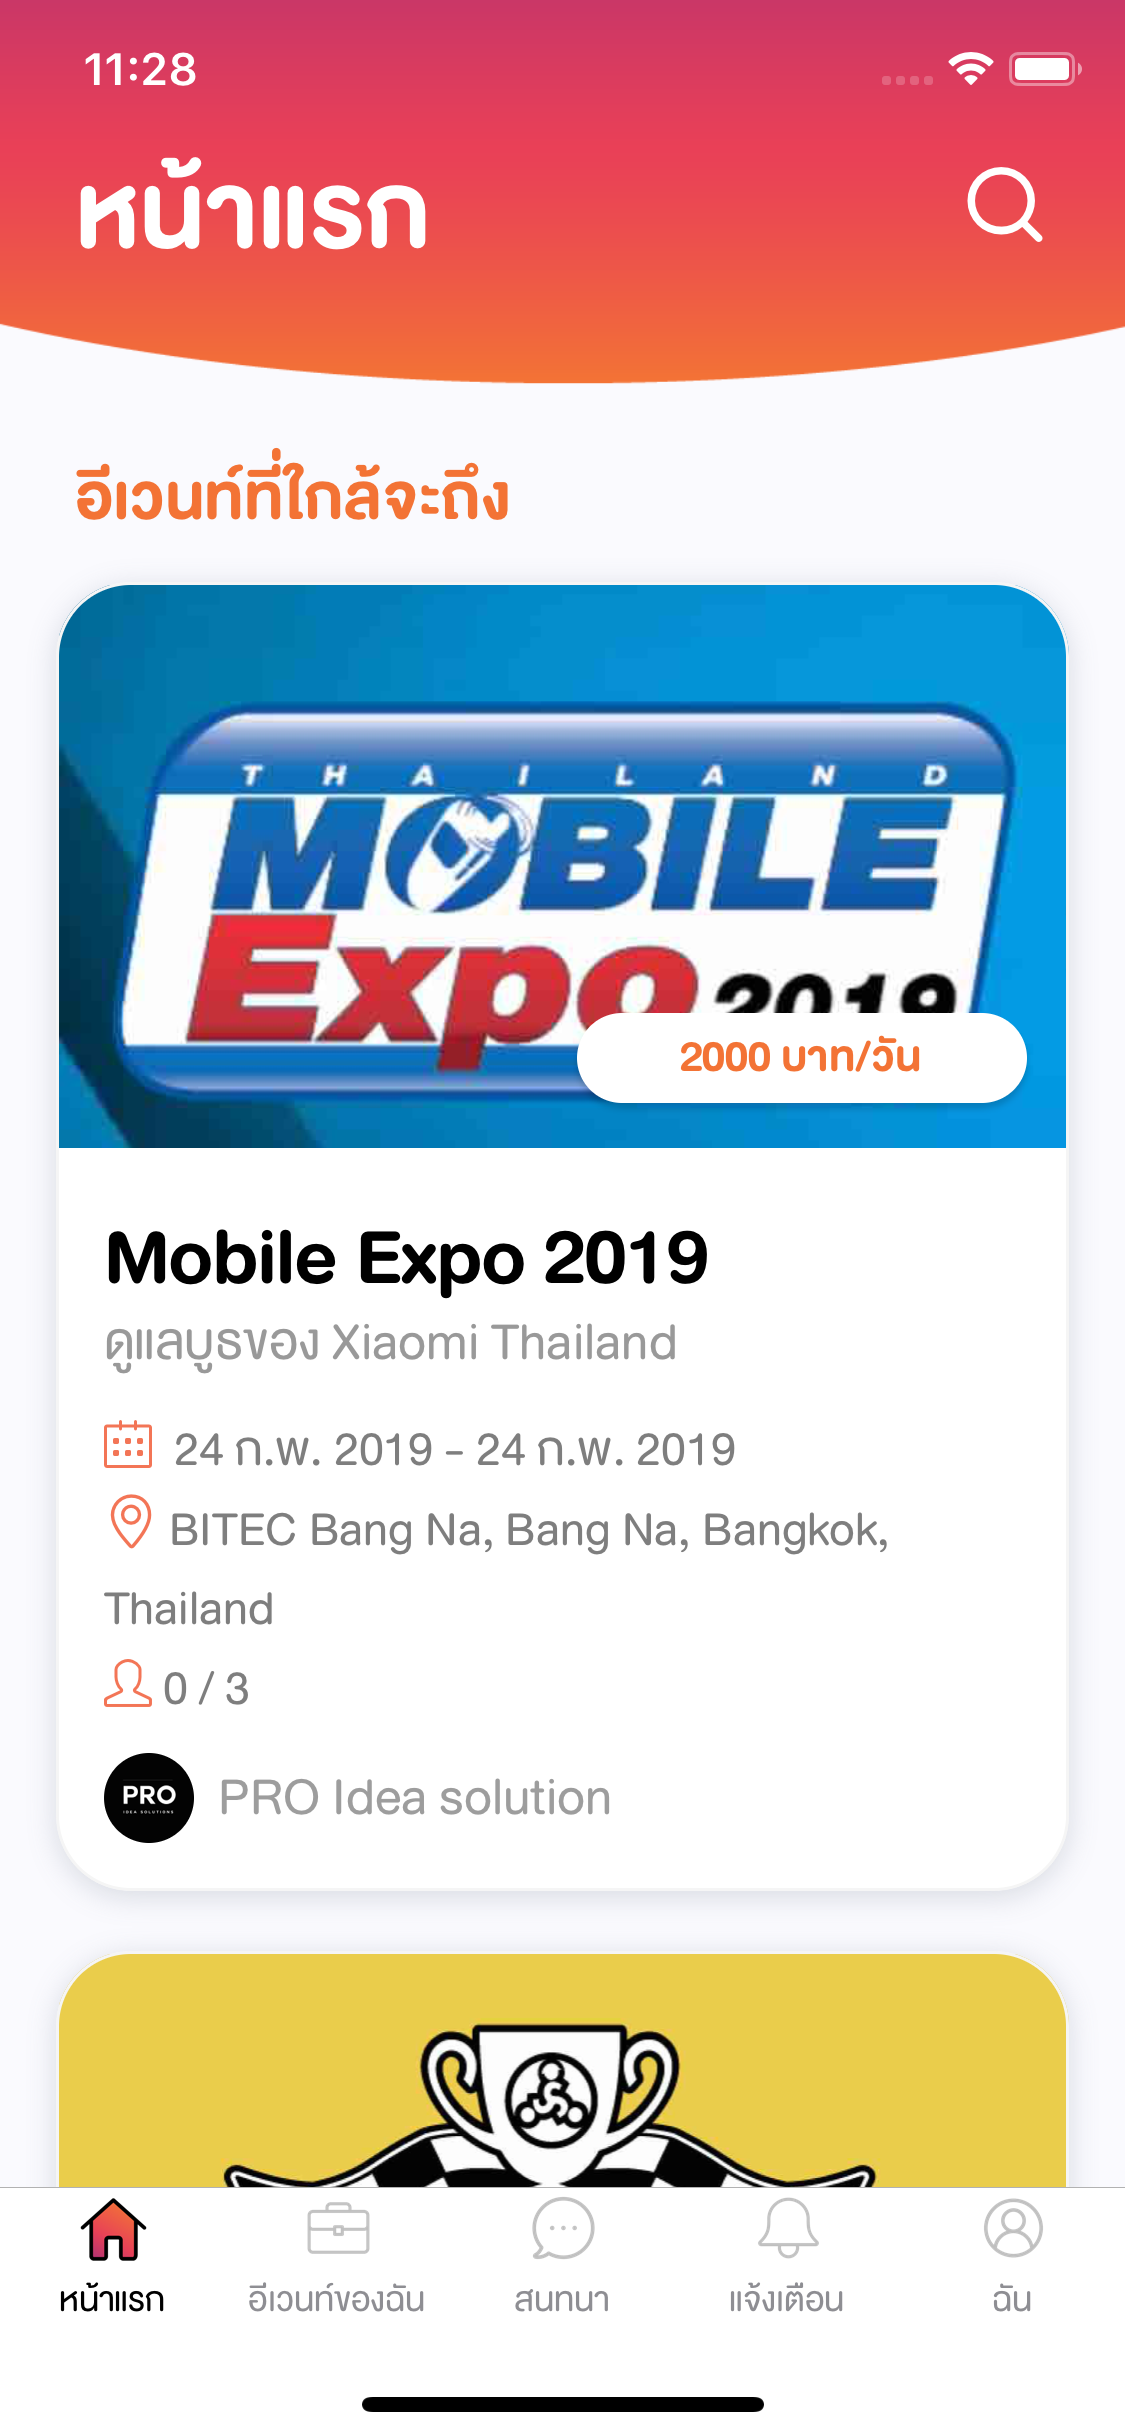 11:28
หน้าแรก
อีเวนท์ที่ใกล้จะถึง
THAILAND
MOBILE
Expo 2019
2000 บาท/วัน
Mobile Expo 2019
ดูแลบูธของ Xiaomi Thailand
24 ก.พ. 2019 - 24 ก.พ. 2019
BITEC Bang Na, Bang Na, Bangkok,
Thailand
0 / 3
PRO
IDEA SOLUTIONS
PRO Idea solution
หน้าแรก
อีเวนท์ของฉัน
สนทนา
แจ้งเตือน
ฉัน